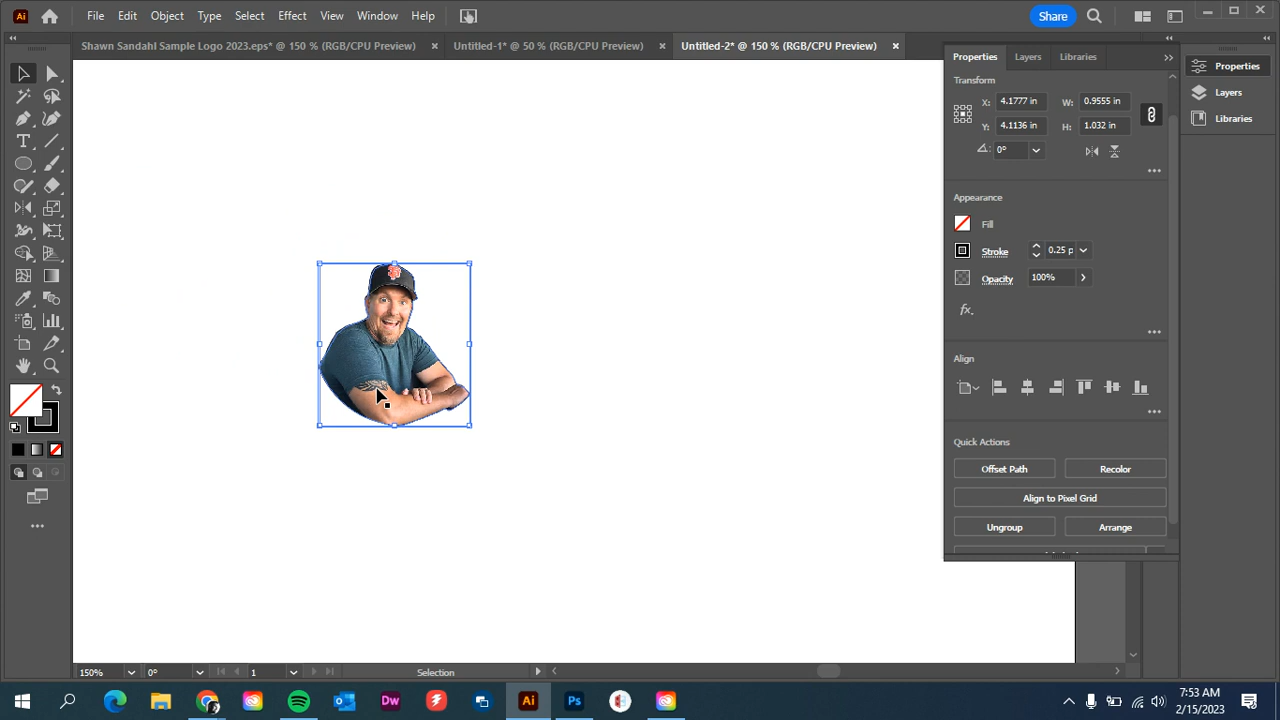 Ai File Edit Object Type Select Effect View Window Help Share
Shawn Sandahl Sample Logo 2023.eps* @ 150 % (RGB/CPU Preview) × Untitled-1* @ 50 % (RGB/CPU Preview) × Untitled-2* @ 150 % (RGB/CPU Preview) ×
Properties Layers Libraries
Transform
X: 4.1777 in W: 0.9555 in
Y: 4.1136 in H: 1.032 in
0°
Appearance
Fill
Stroke 0.25 p
Opacity 100%
fx.
Align
Quick Actions
Offset Path Recolor
Align to Pixel Grid
Ungroup Arrange
Properties
Layers
Libraries
150% 0° 1 Selection
Dw Ai Ps
7:53 AM
2/15/2023